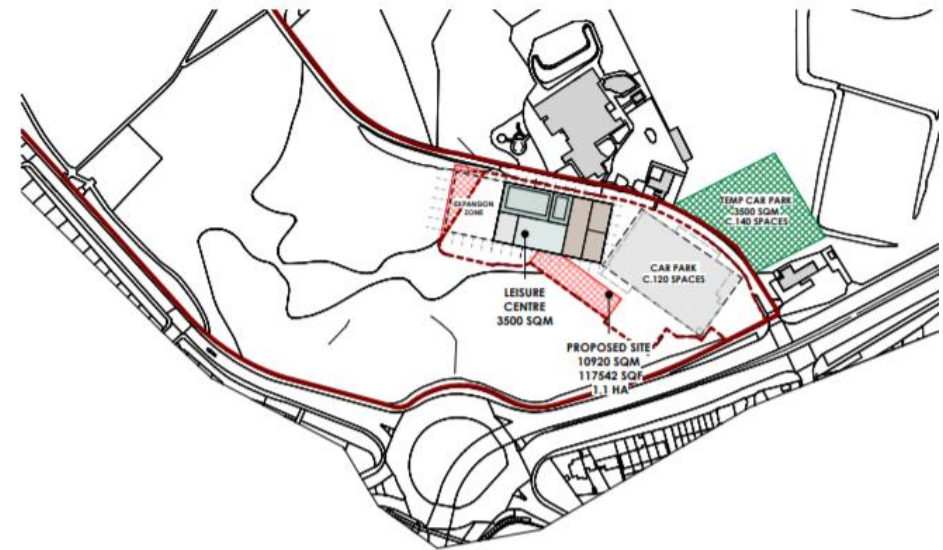 EXPANSION
ZONE
TEMP CAR PARK
3500 SQM
C.140 SPACES
CAR PARK
C.120 SPACES
LEISURE
CENTRE
3500 SQM
PROPOSED SITE
10920 SQM
117542 SQF
1.1 HA